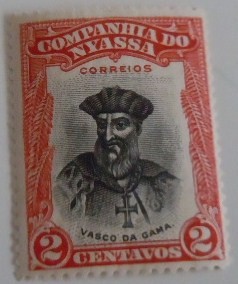 COMPANHIA DO
NYASSA
CORREIOS
VASCO DA GAMA.
2 CENTAVOS 2